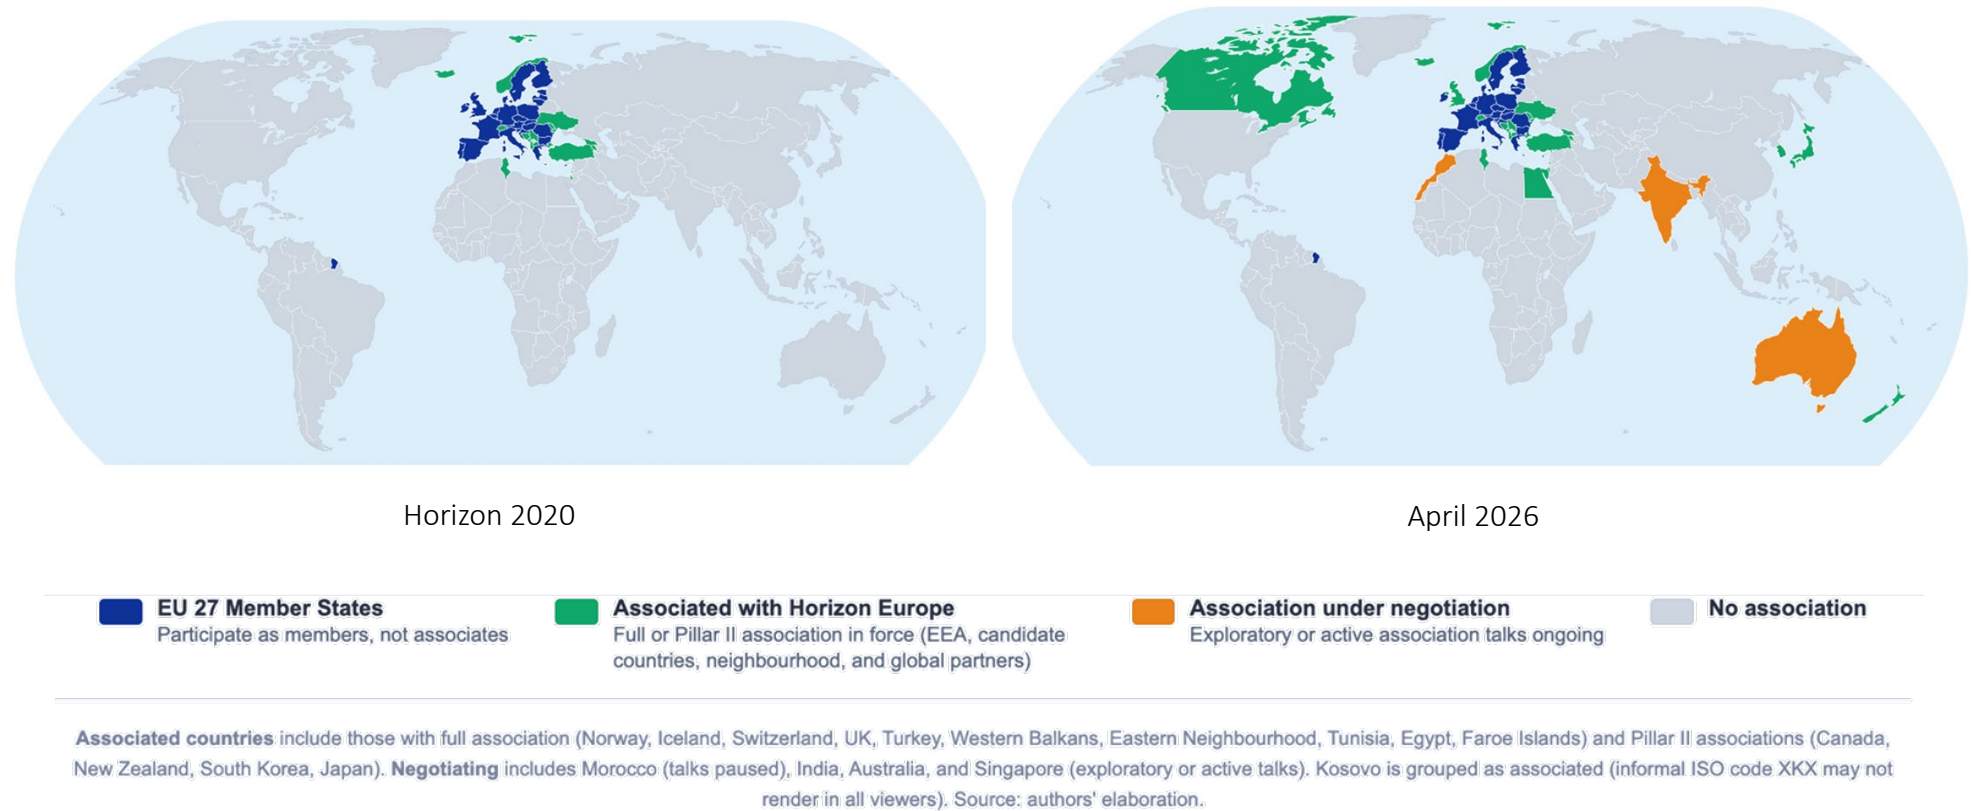 Horizon 2020
April 2026
EU 27 Member States
Participate as members, not associates
Associated with Horizon Europe
Full or Pillar II association in force (EEA, candidate
countries, neighbourhood, and global partners)
Association under negotiation
Exploratory or active association talks ongoing
No association
Associated countries include those with full association (Norway, Iceland, Switzerland, UK, Turkey, Western Balkans, Eastern Neighbourhood, Tunisia, Egypt, Faroe Islands) and Pillar II associations (Canada,
New Zealand, South Korea, Japan). Negotiating includes Morocco (talks paused), India, Australia, and Singapore (exploratory or active talks). Kosovo is grouped as associated (informal ISO code XKX may not
render in all viewers). Source: authors' elaboration.